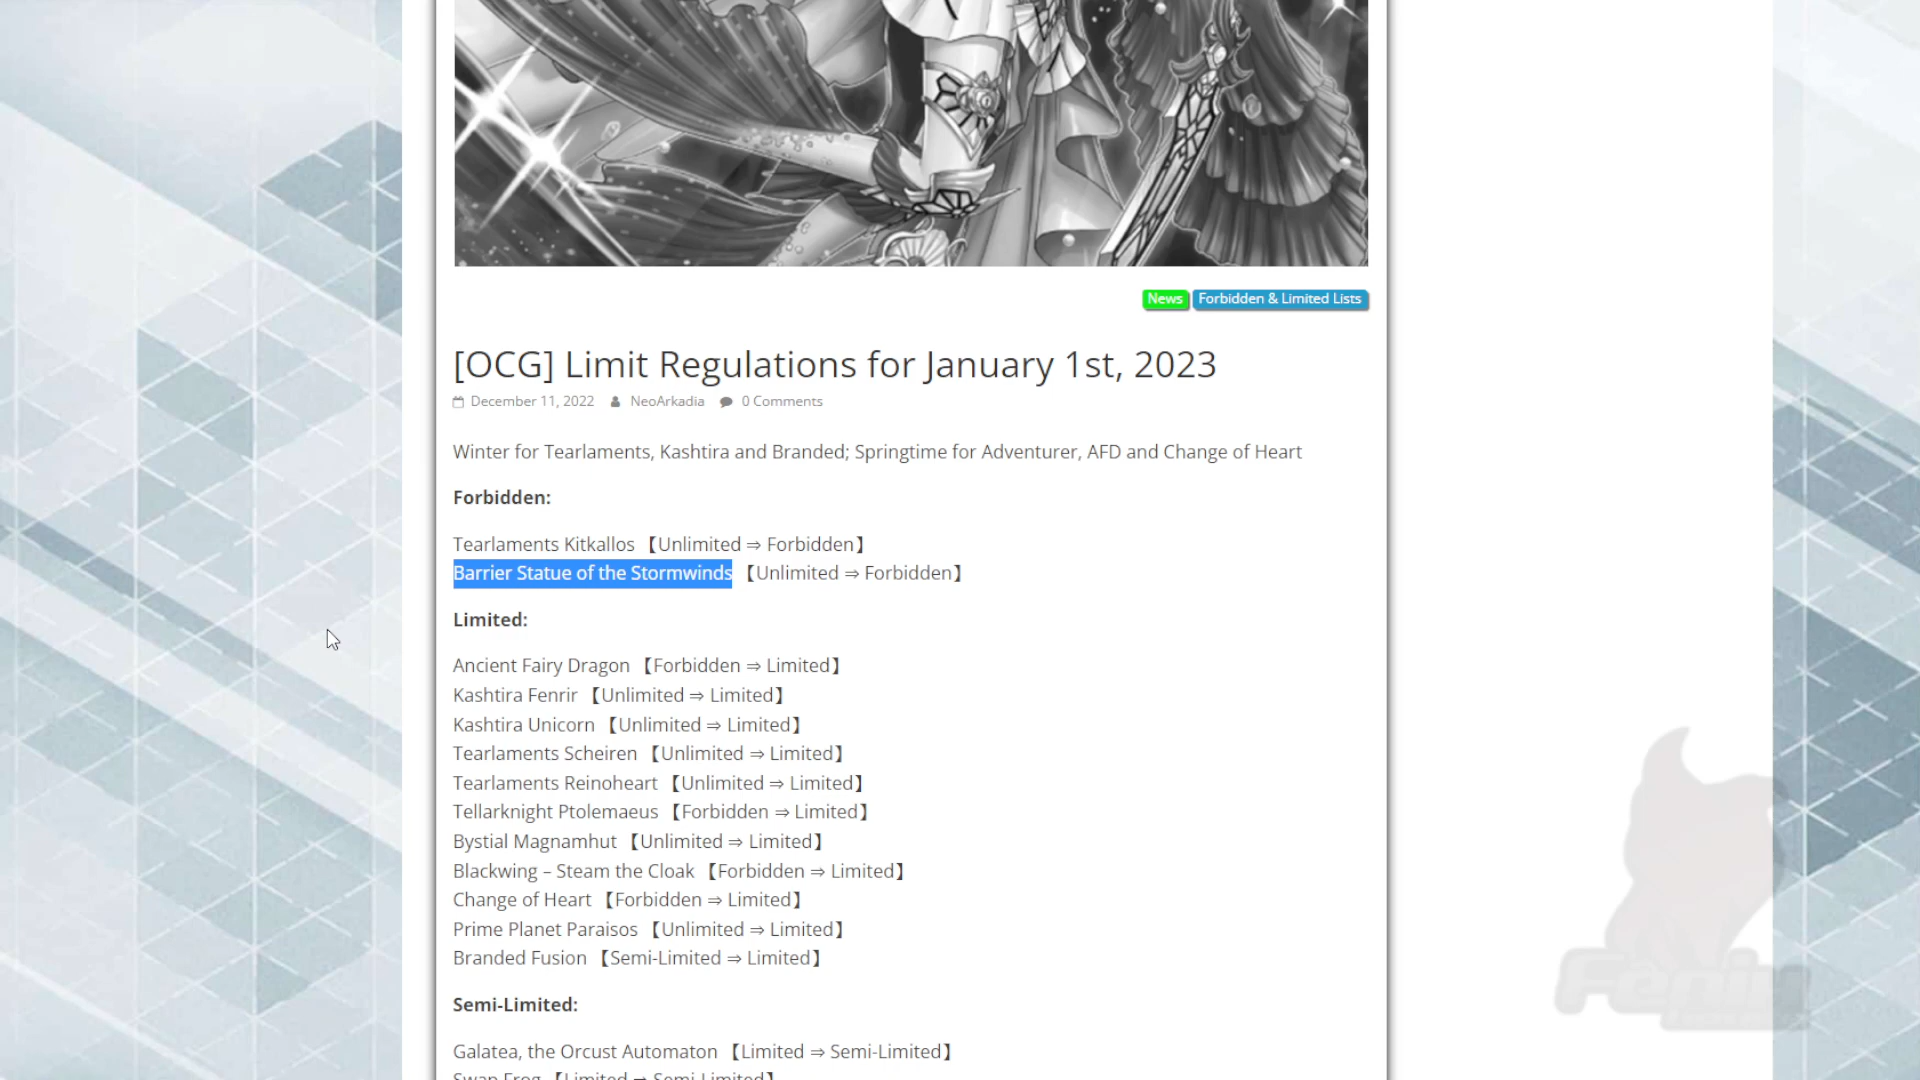 News Forbidden & Limited Lists
[OCG] Limit Regulations for January 1st, 2023
December 11, 2022 NeoArkadia 0 Comments
Winter for Tearlaments, Kashtira and Branded; Springtime for Adventurer, AFD and Change of Heart
Forbidden:
Tearlaments Kitkallos 【Unlimited ⇒ Forbidden】
Barrier Statue of the Stormwinds 【Unlimited ⇒ Forbidden】
Limited:
Ancient Fairy Dragon 【Forbidden ⇒ Limited】
Kashtira Fenrir 【Unlimited ⇒ Limited】
Kashtira Unicorn 【Unlimited ⇒ Limited】
Tearlaments Scheiren 【Unlimited ⇒ Limited】
Tearlaments Reinoheart 【Unlimited ⇒ Limited】
Tellarknight Ptolemaeus 【Forbidden ⇒ Limited】
Bystial Magnamhut 【Unlimited ⇒ Limited】
Blackwing – Steam the Cloak 【Forbidden ⇒ Limited】
Change of Heart 【Forbidden ⇒ Limited】
Prime Planet Paraisos 【Unlimited ⇒ Limited】
Branded Fusion 【Semi-Limited ⇒ Limited】
Semi-Limited:
Galatea, the Orcust Automaton 【Limited ⇒ Semi-Limited】
Swap Frog 【Limited ⇒ Semi-Limited】